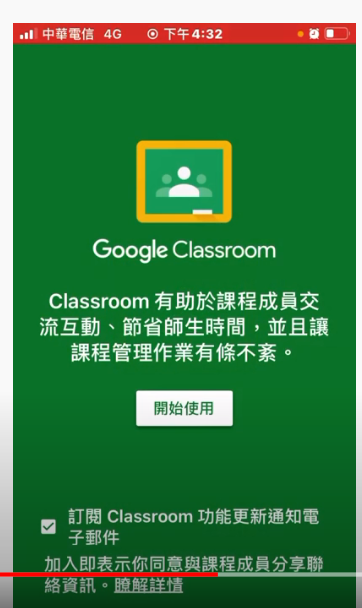 中華電信 4G 下午4:32
Google Classroom
Classroom 有助於課程成員交
流互動、節省師生時間，並且讓
課程管理作業有條不紊。
開始使用
訂閱 Classroom 功能更新通知電
子郵件
加入即表示你同意與課程成員分享聯
絡資訊。瞭解詳情